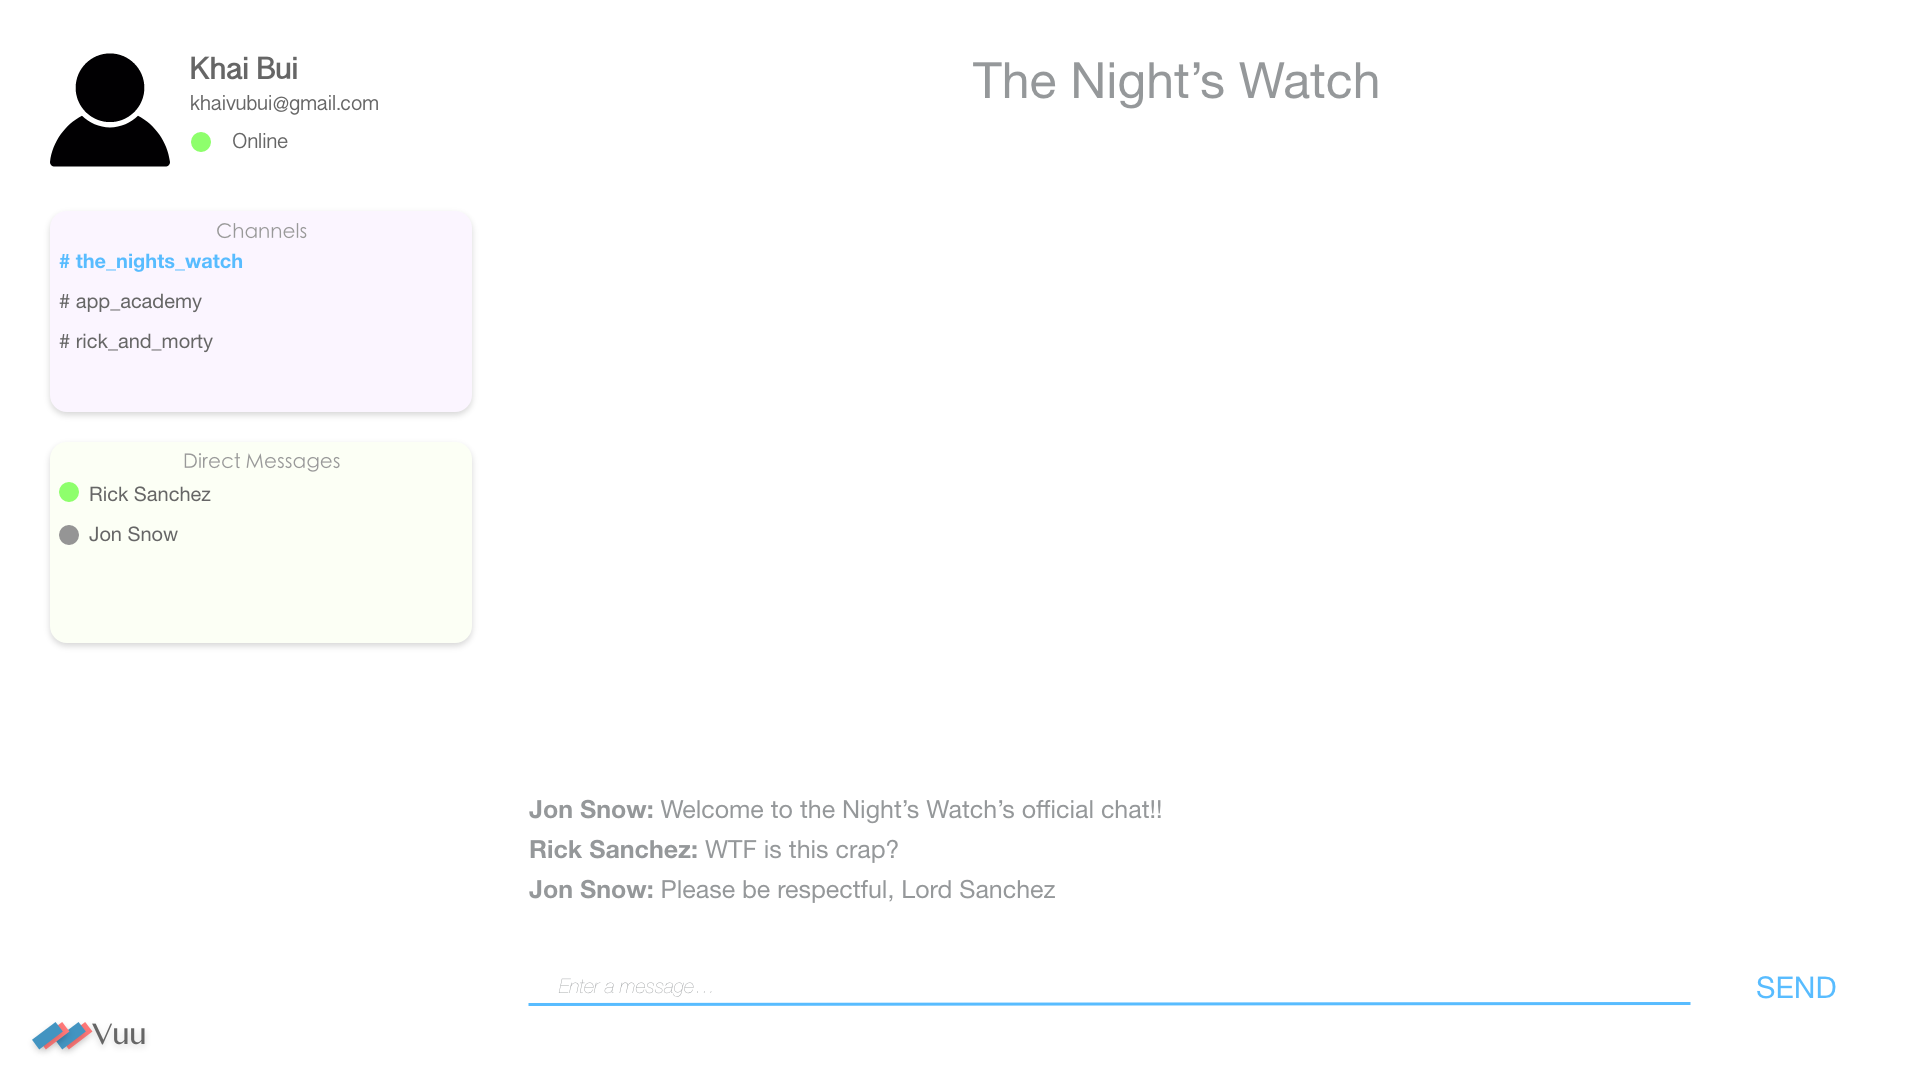 Khai Bui
khaivubui@gmail.com
Online
The Night’s Watch
Channels
# the_nights_watch
# app_academy
# rick_and_morty
Direct Messages
Rick Sanchez
Jon Snow
Jon Snow: Welcome to the Night’s Watch’s official chat!!
Rick Sanchez: WTF is this crap?
Jon Snow: Please be respectful, Lord Sanchez
Enter a message…
SEND
Vuu